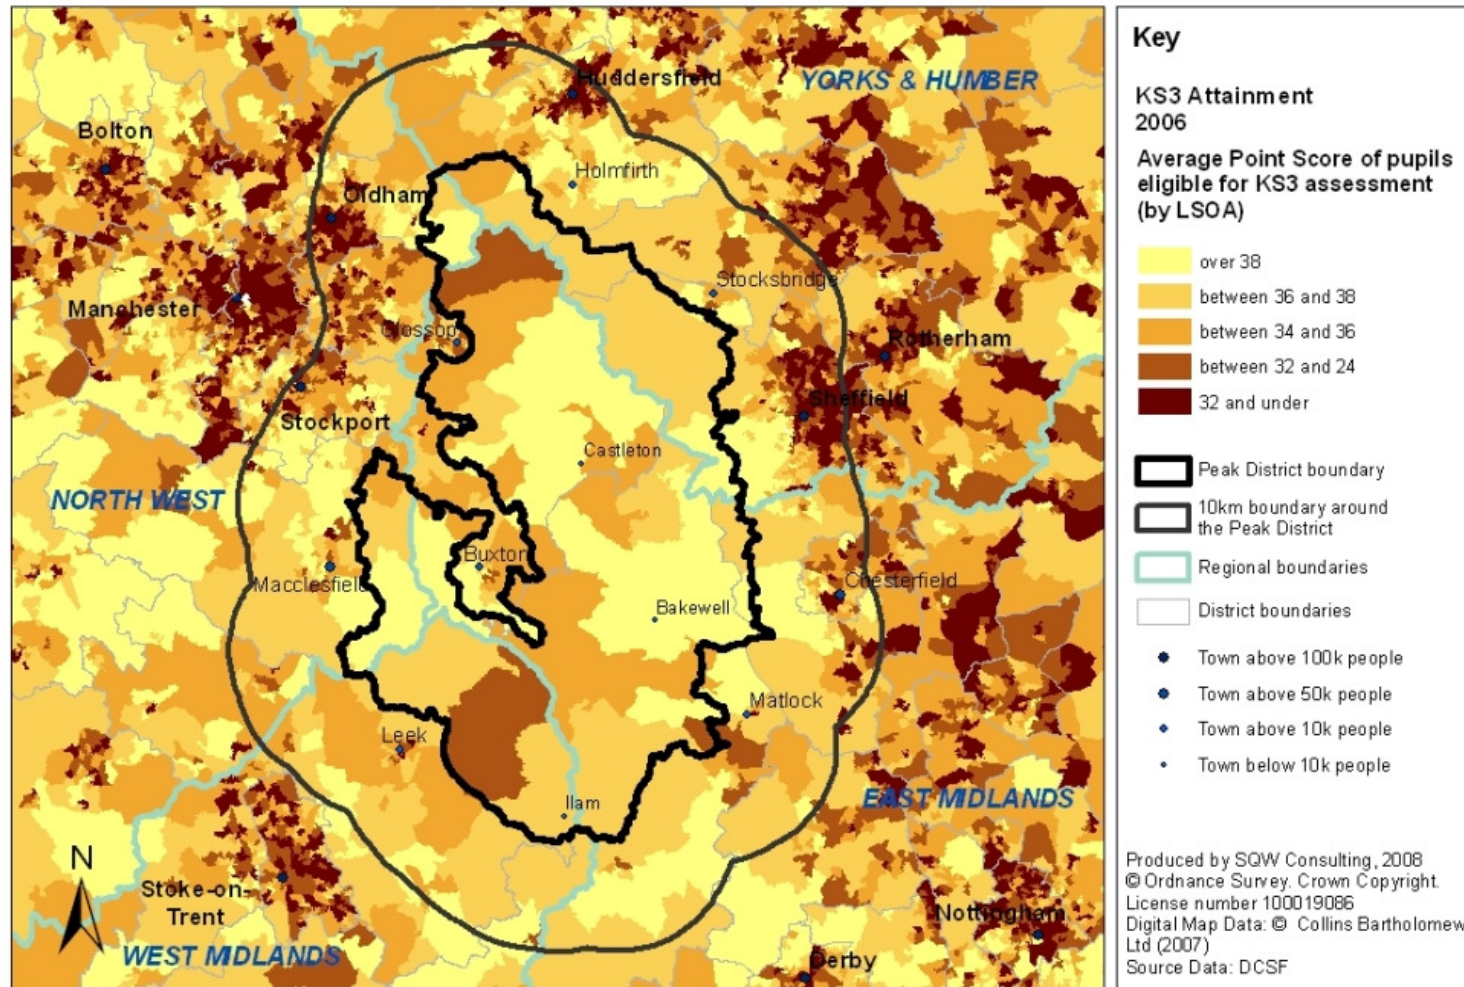 Huddersfield
YORKS & HUMBER
Bolton
Holmfirth
Oldham
Stocksbridge
Manchester
Glossop
Rotherham
Stockport
Sheffield
Castleton
NORTH WEST
Buxton
Macclesfield
Chesterfield
Bakewell
Matlock
Leek
Ilam
EAST MIDLANDS
N
Stoke-on-
Trent
Nottingham
WEST MIDLANDS
Derby
Key
KS3 Attainment
2006
Average Point Score of pupils
eligible for KS3 assessment
(by LSOA)
over 38
between 36 and 38
between 34 and 36
between 32 and 24
32 and under
Peak District boundary
10km boundary around
the Peak District
Regional boundaries
District boundaries
Town above 100k people
Town above 50k people
Town above 10k people
Town below 10k people
Produced by SQW Consulting, 2008
© Ordnance Survey. Crown Copyright.
License number 100019086
Digital Map Data: © Collins Bartholomew
Ltd (2007)
Source Data: DCSF